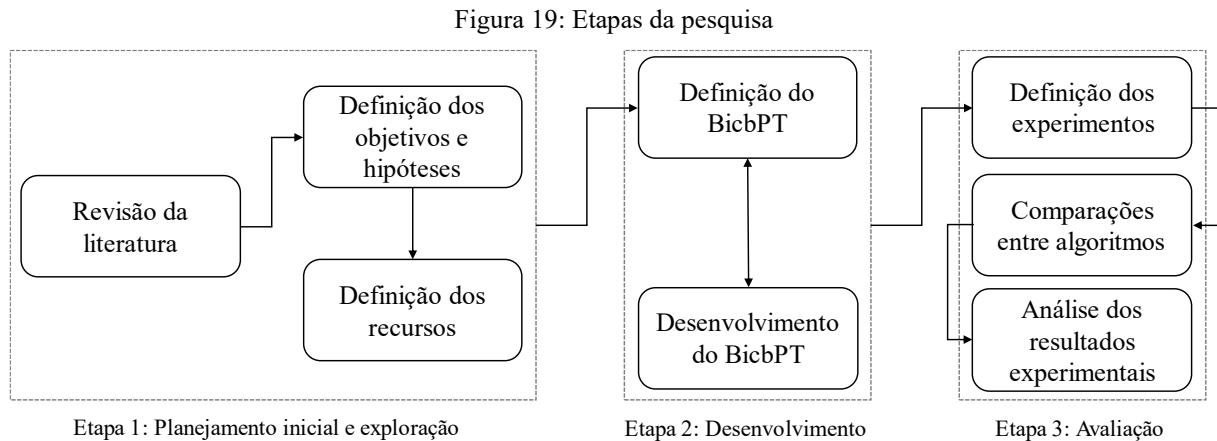 Figura 19: Etapas da pesquisa
Revisão da
literatura
Definição dos
objetivos e
hipóteses
Definição dos
recursos
Etapa 1: Planejamento inicial e exploração
Definição do
BicbPT
Desenvolvimento
do BicbPT
Etapa 2: Desenvolvimento
Definição dos
experimentos
Comparações
entre algoritmos
Análise dos
resultados
experimentais
Etapa 3: Avaliação